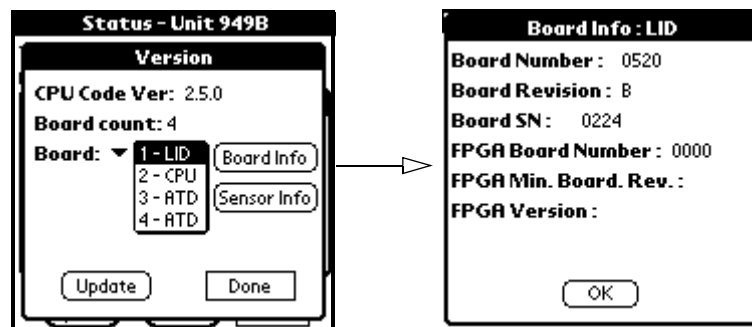 Status - Unit 949B
Version
CPU Code Ver: 2.5.0
Board count: 4
Board: 1 - LID
2 - CPU
3 - ATD
4 - ATD
Board Info
Sensor Info
Update
Done
Board Info : LID
Board Number : 0520
Board Revision : B
Board SN : 0224
FPGA Board Number : 0000
FPGA Min. Board. Rev. :
FPGA Version :
OK